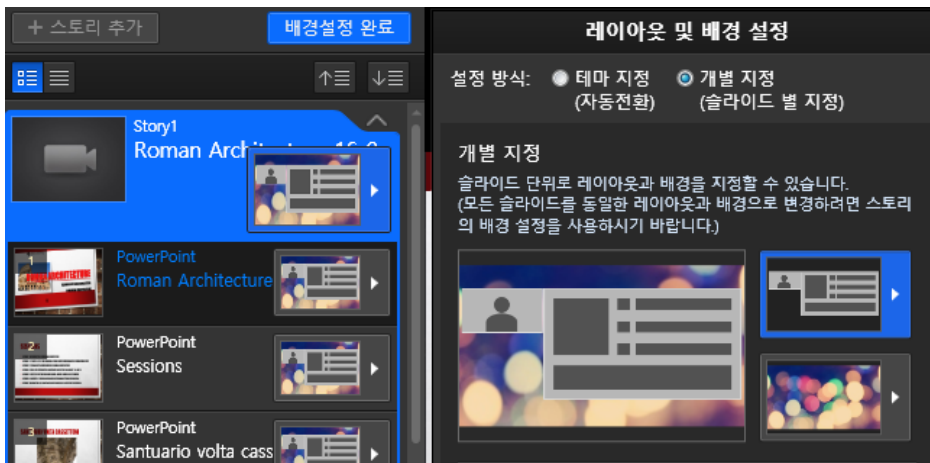 + 스토리 추가
배경설정 완료
Story1
Roman Arch
PowerPoint
Roman Architecture
PowerPoint
Sessions
PowerPoint
Santuario volta cass
1
2
3
레이아웃 및 배경 설정
설정 방식: 테마 지정 개별 지정
(자동전환) (슬라이드 별 지정)
개별 지정
슬라이드 단위로 레이아웃과 배경을 지정할 수 있습니다.
(모든 슬라이드를 동일한 레이아웃과 배경으로 변경하려면 스토리
의 배경 설정을 사용하시기 바랍니다.)